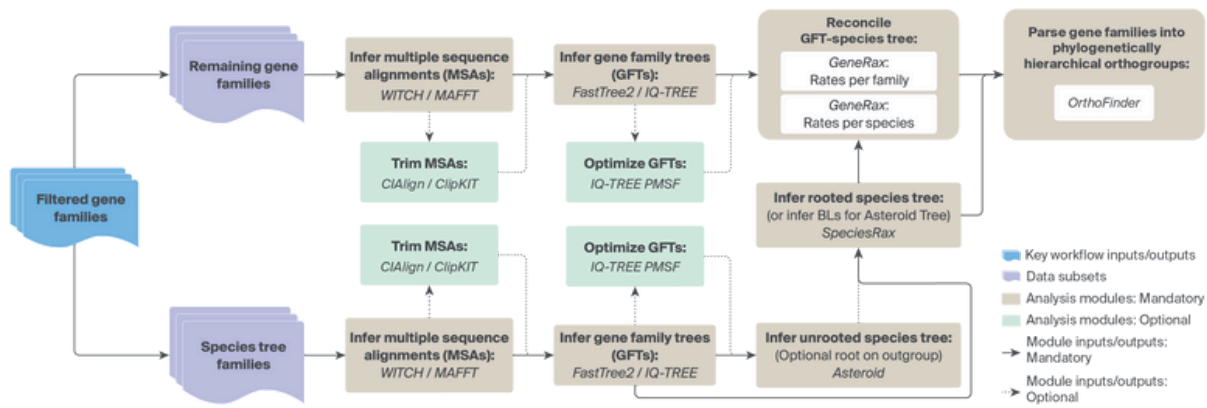 Remaining gene
families
Infer multiple sequence
alignments (MSAs):
WITCH / MAFFT
Infer gene family trees
(GFTs):
FastTree2 / IQ-TREE
Reconcile
GFT-species tree:
GeneRax:
Rates per family
GeneRax:
Rates per species
Parse gene families into
phylogenetically
hierarchical orthogroups:
OrthoFinder
Trim MSAs:
CIAlign / ClipKIT
Optimize GFTs:
IQ-TREE PMSF
Filtered gene
families
Infer rooted species tree:
(or infer BLs for Asteroid Tree)
SpeciesRax
Trim MSAs:
CIAlign / ClipKIT
Optimize GFTs:
IQ-TREE PMSF
Species tree
families
Infer multiple sequence
alignments (MSAs):
WITCH / MAFFT
Infer gene family trees
(GFTs):
FastTree2 / IQ-TREE
Infer unrooted species tree:
(Optional root on outgroup)
Asteroid
Key workflow inputs/outputs
Data subsets
Analysis modules: Mandatory
Analysis modules: Optional
Module inputs/outputs:
Mandatory
Module inputs/outputs:
Optional